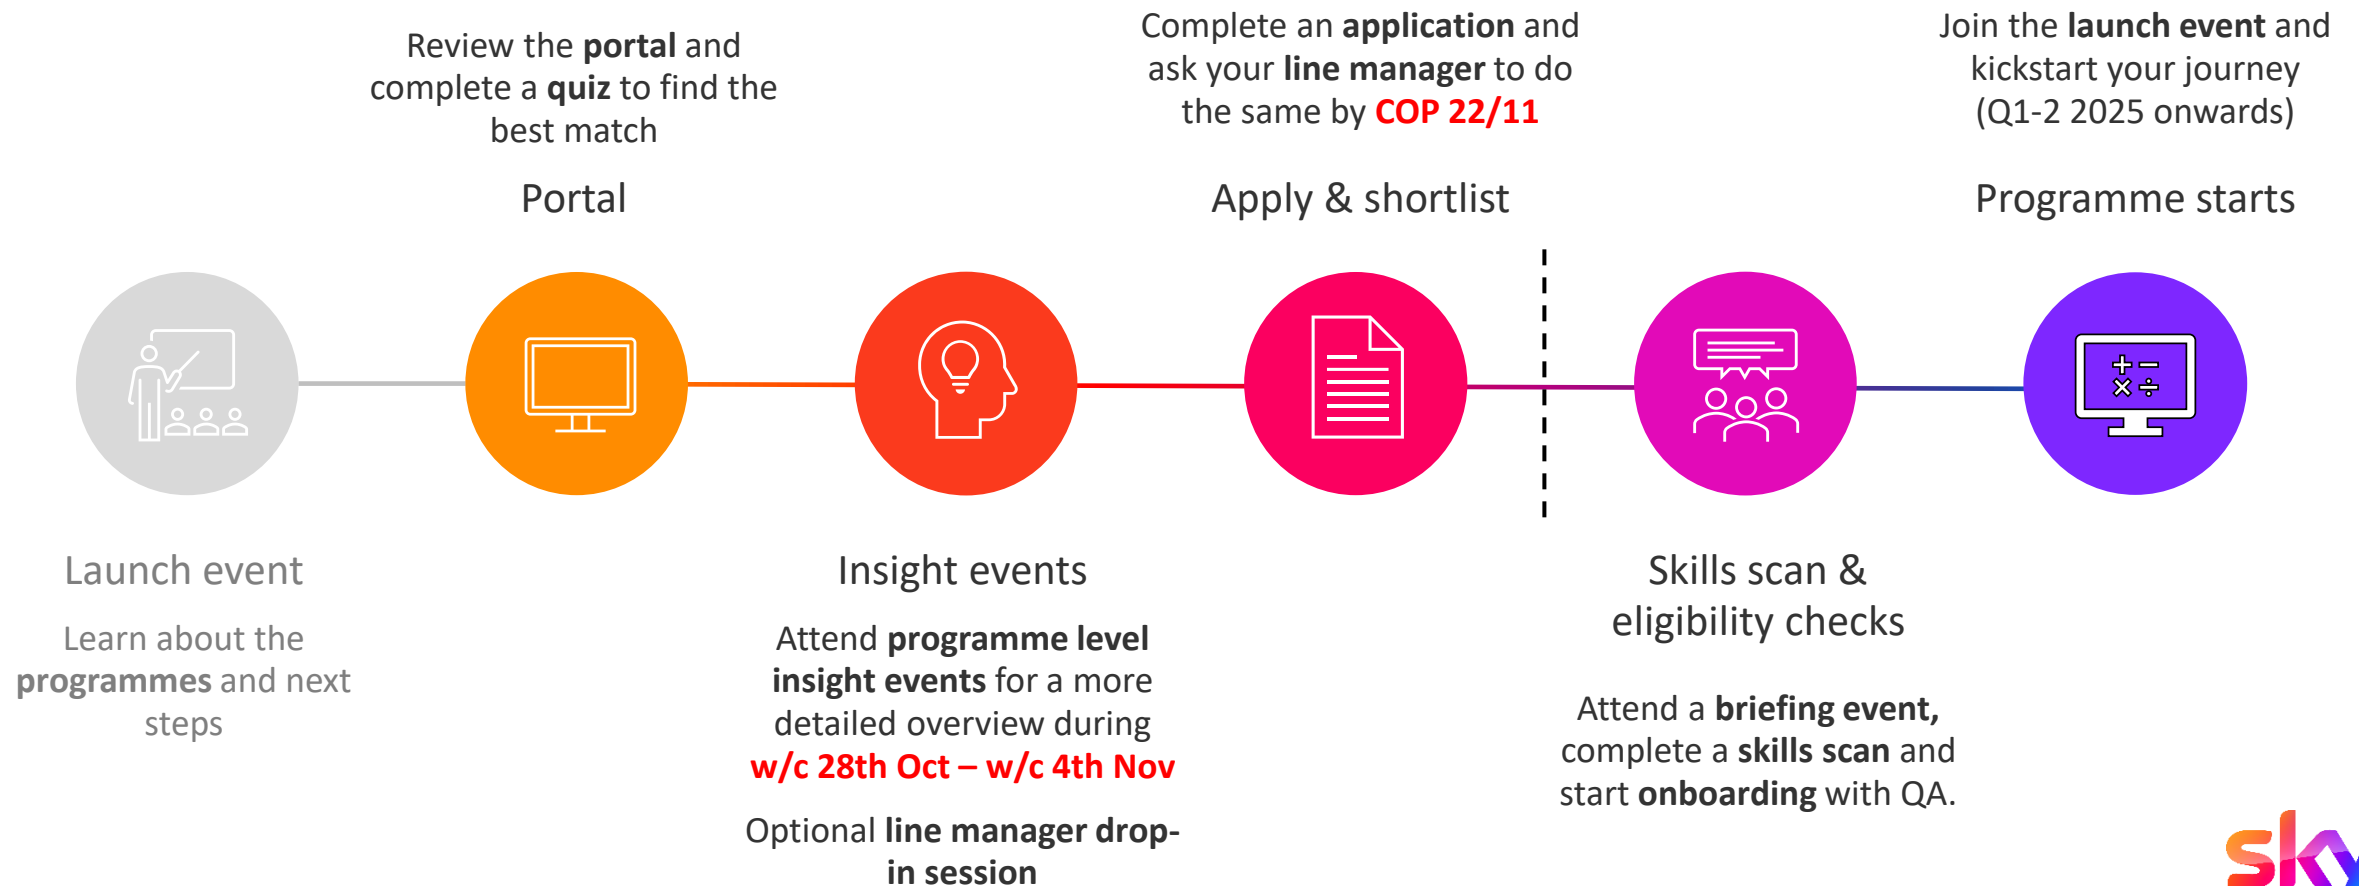 Launch event
Learn about the
programmes and next
steps
Review the portal and
complete a quiz to find the
best match
Portal
Insight events
Attend programme level
insight events for a more
detailed overview during
w/c 28th Oct – w/c 4th Nov
Optional line manager drop-
in session
Complete an application and
ask your line manager to do
the same by COP 22/11
Apply & shortlist
Skills scan &
eligibility checks
Attend a briefing event,
complete a skills scan and
start onboarding with QA.
Join the launch event and
kickstart your journey
(Q1-2 2025 onwards)
Programme starts
sky